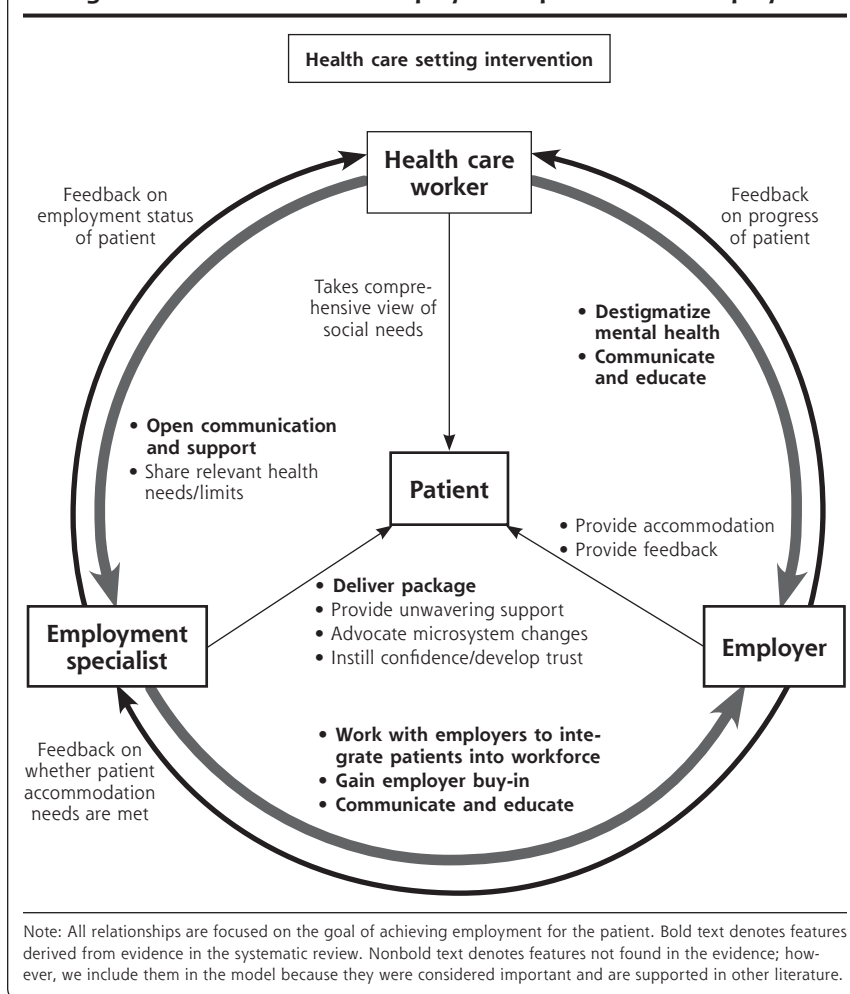 Health care setting intervention
Health care
worker
Feedback on
employment status
of patient
Feedback
on progress
of patient
Takes compre-
hensive view of
social needs
• Destigmatize
mental health
• Communicate
and educate
• Open communication
and support
• Share relevant health
needs/limits
Patient
• Provide accommodation
• Provide feedback
• Deliver package
• Provide unwavering support
• Advocate microsystem changes
• Instill confidence/develop trust
Employment
specialist
Employer
• Work with employers to inte-
grate patients into workforce
• Gain employer buy-in
• Communicate and educate
Feedback on
whether patient
accommodation
needs are met
Note: All relationships are focused on the goal of achieving employment for the patient. Bold text denotes features
derived from evidence in the systematic review. Nonbold text denotes features not found in the evidence; how-
ever, we include them in the model because they were considered important and are supported in other literature.